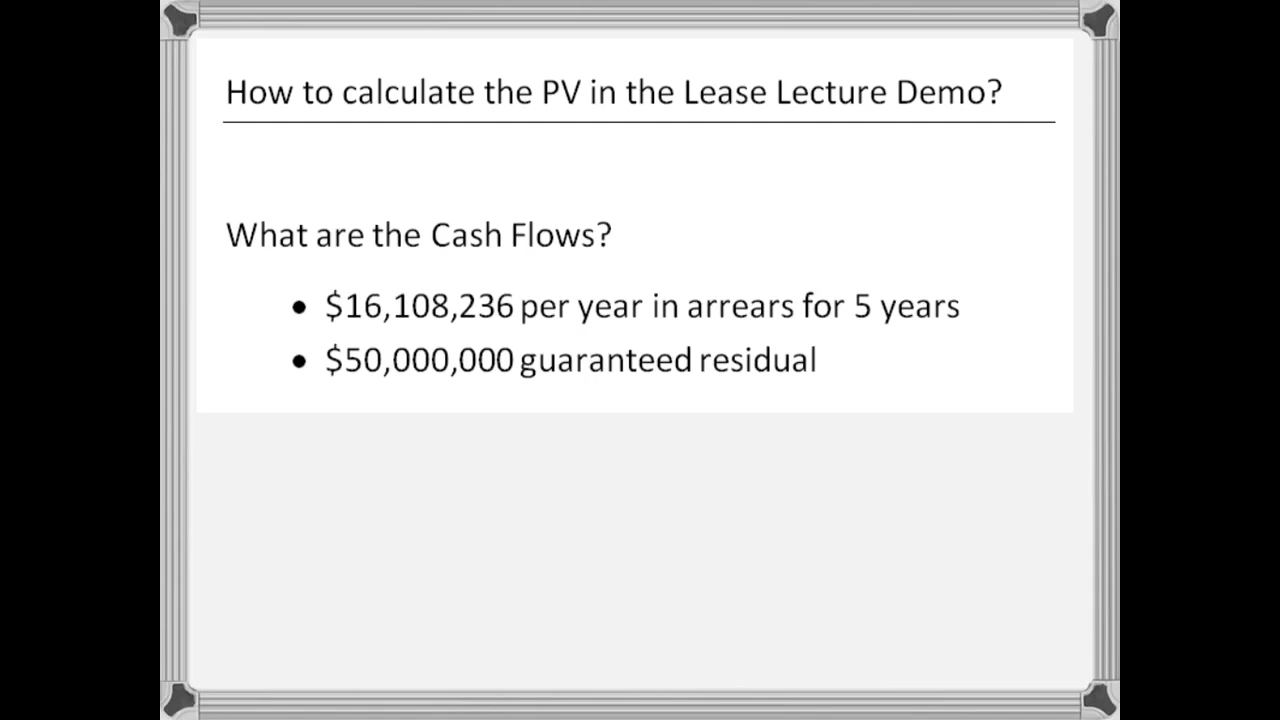 How to calculate the PV in the Lease Lecture Demo?
What are the Cash Flows?
• $16,108,236 per year in arrears for 5 years
• $50,000,000 guaranteed residual